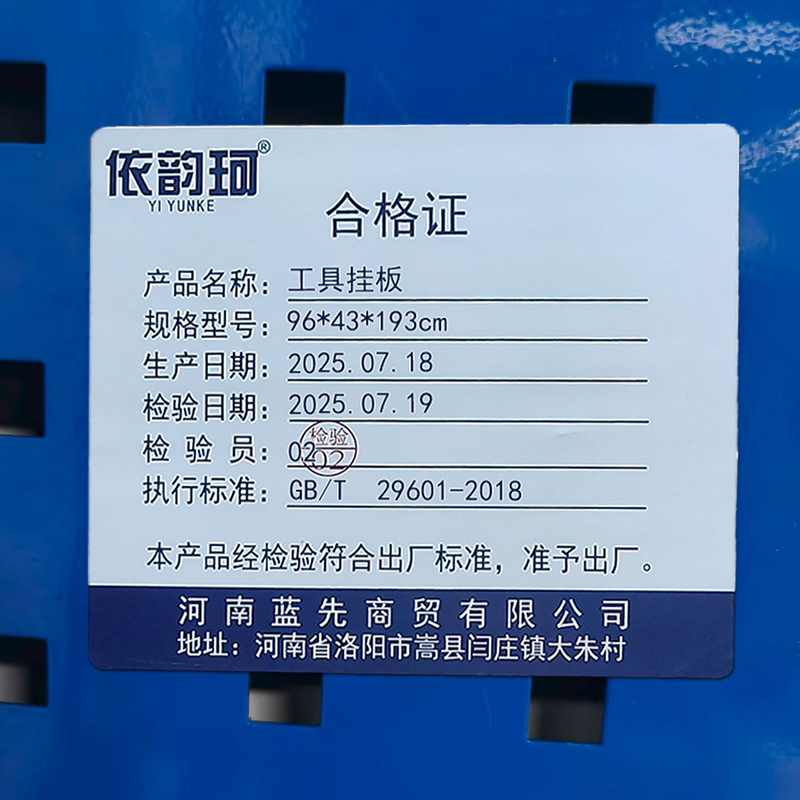 依韵珂®
YIYUNKE
合格证
产品名称：工具挂板
规格型号：96*43*193cm
生产日期：2025.07.18
检验日期：2025.07.19
检验员：02
检验
02
执行标准：GB/T 29601-2018
本产品经检验符合出厂标准，准予出厂。
河南蓝先商贸有限公司
地址：河南省洛阳市嵩县闫庄镇大朱村